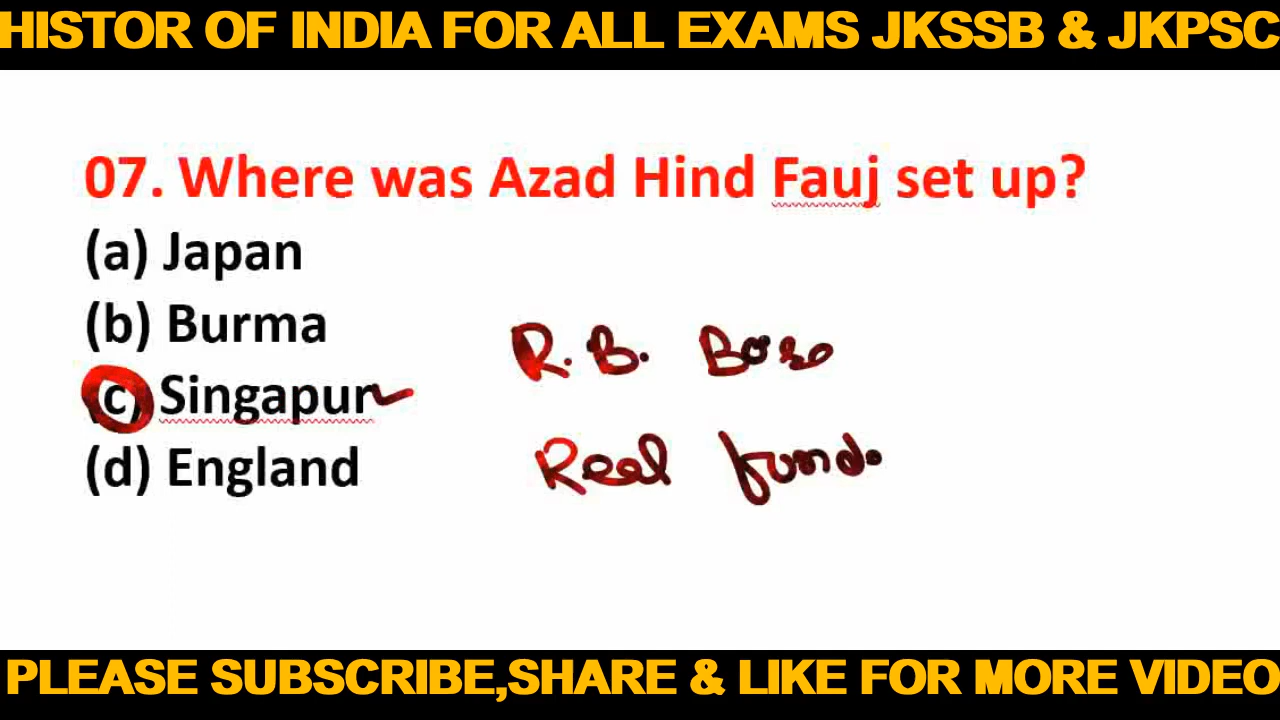 HISTOR OF INDIA FOR ALL EXAMS JKSSB & JKPSC
07. Where was Azad Hind Fauj set up?
(a) Japan
(b) Burma
(c) Singapur
(d) England
R. B. Bose
Real
PLEASE SUBSCRIBE,SHARE & LIKE FOR MORE VIDEO